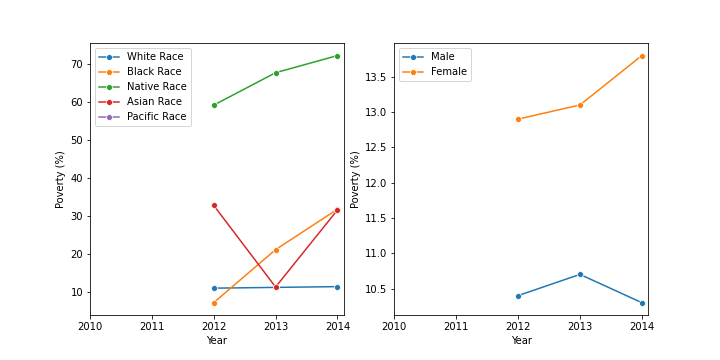 White Race
Black Race
Native Race
Asian Race
Pacific Race
70
60
50
40
30
20
10
Poverty (%)
2010 2011 2012 2013 2014
Year
Male
Female
13.5
13.0
12.5
12.0
11.5
11.0
10.5
Poverty (%)
2010 2011 2012 2013 2014
Year